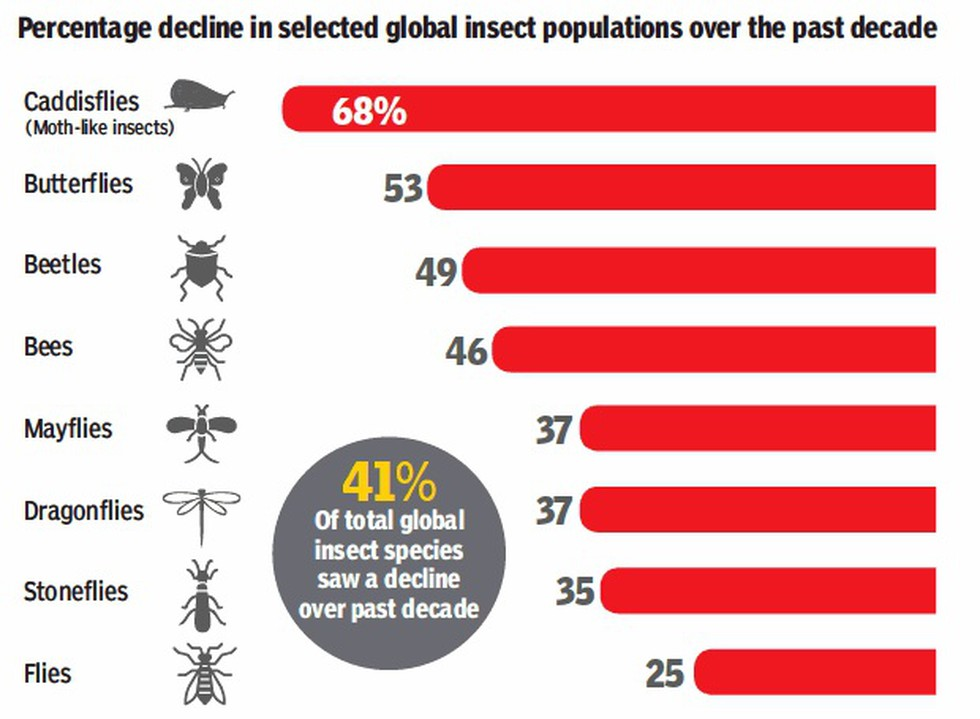 Percentage decline in selected global insect populations over the past decade
Caddisflies
(Moth-like insects)
68%
Butterflies
53
Beetles
49
Bees
46
Mayflies
37
Dragonflies
37
Stoneflies
35
Flies
25
41%
Of total global
insect species
saw a decline
over past decade